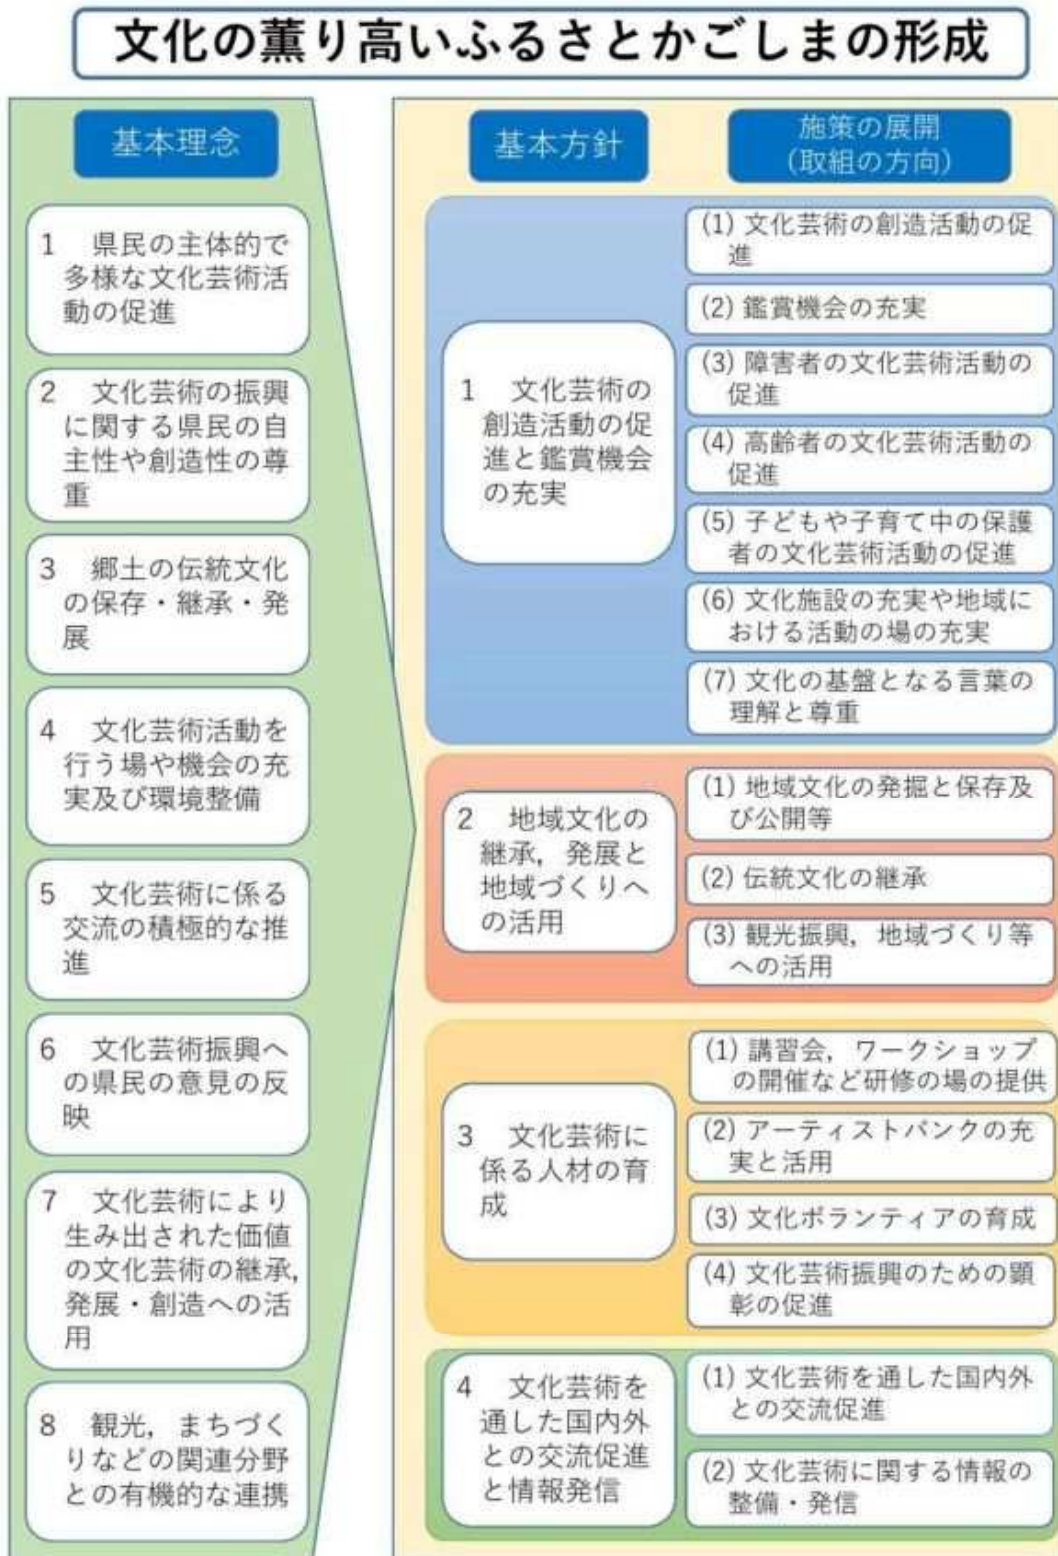 文化の薫り高いふるさとかごしまの形成
基本理念
1　県民の主体的で
多様な文化芸術活
動の促進
2　文化芸術の振興
に関する県民の自
主性や創造性の尊
重
3　郷土の伝統文化
の保存・継承・発
展
4　文化芸術活動を
行う場や機会の充
実及び環境整備
5　文化芸術に係る
交流の積極的な推
進
6　文化芸術振興へ
の県民の意見の反
映
7　文化芸術により
生み出された価値
の文化芸術の継承,
発展・創造への活
用
8　観光，まちづく
りなどの関連分野
との有機的な連携
基本方針
施策の展開
(取組の方向)
1　文化芸術の
創造活動の促
進と鑑賞機会
の充実
(1) 文化芸術の創造活動の促
進
(2) 鑑賞機会の充実
(3) 障害者の文化芸術活動の
促進
(4) 高齢者の文化芸術活動の
促進
(5) 子どもや子育て中の保護
者の文化芸術活動の促進
(6) 文化施設の充実や地域に
おける活動の場の充実
(7) 文化の基盤となる言葉の
理解と尊重
2　地域文化の
継承，発展と
地域づくりへ
の活用
(1) 地域文化の発掘と保存及
び公開等
(2) 伝統文化の継承
(3) 観光振興，地域づくり等
への活用
3　文化芸術に
係る人材の育
成
(1) 講習会，ワークショップ
の開催など研修の場の提供
(2) アーティストバンクの充
実と活用
(3) 文化ボランティアの育成
(4) 文化芸術振興のための顕
彰の促進
4　文化芸術を
通した国内外
との交流促進
と情報発信
(1) 文化芸術を通した国内外
との交流促進
(2) 文化芸術に関する情報の
整備・発信